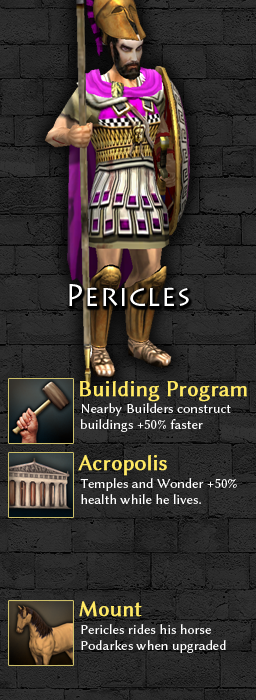 Pericles
Building Program
Nearby Builders construct
buildings +50% faster
Acropolis
Temples and Wonder +50%
health while he lives.
Mount
Pericles rides his horse
Podarkes when upgraded